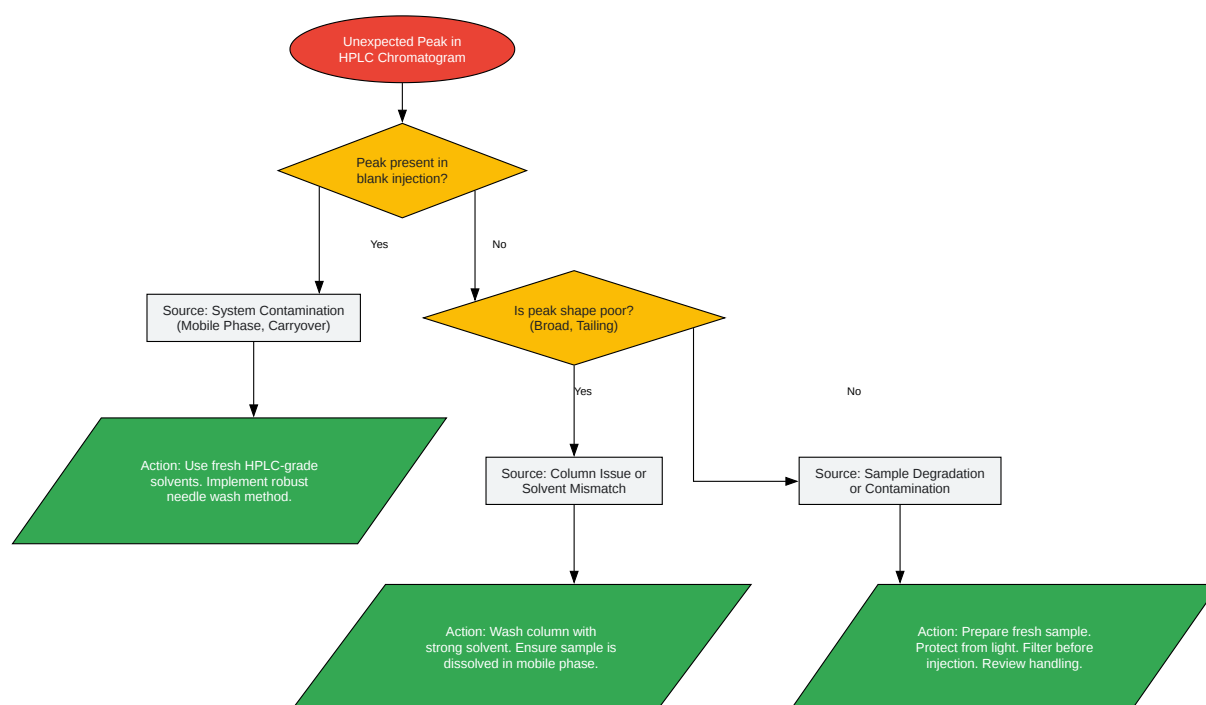 Unexpected Peak in
HPLC Chromatogram
Peak present in
blank injection?
Yes
No
Source: System Contamination
(Mobile Phase, Carryover)
Is peak shape poor?
(Broad, Tailing)
Action: Use fresh HPLC-grade
solvents. Implement robust
needle wash method.
Yes
No
Source: Column Issue or
Solvent Mismatch
Source: Sample Degradation
or Contamination
Action: Wash column with
strong solvent. Ensure sample is
dissolved in mobile phase.
Action: Prepare fresh sample.
Protect from light. Filter before
injection. Review handling.